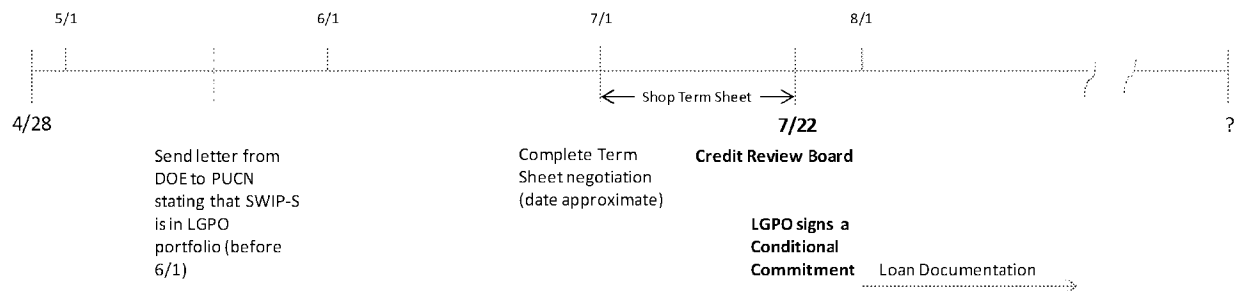 5/1
6/1
7/1
8/1
Shop Term Sheet
4/28
7/22
?
Send letter from
DOE to PUCN
stating that SWIP-S
is in LGPO
portfolio (before
6/1)
Complete Term
Sheet negotiation
(date approximate)
Credit Review Board
LGPO signs a
Conditional
Commitment
Loan Documentation